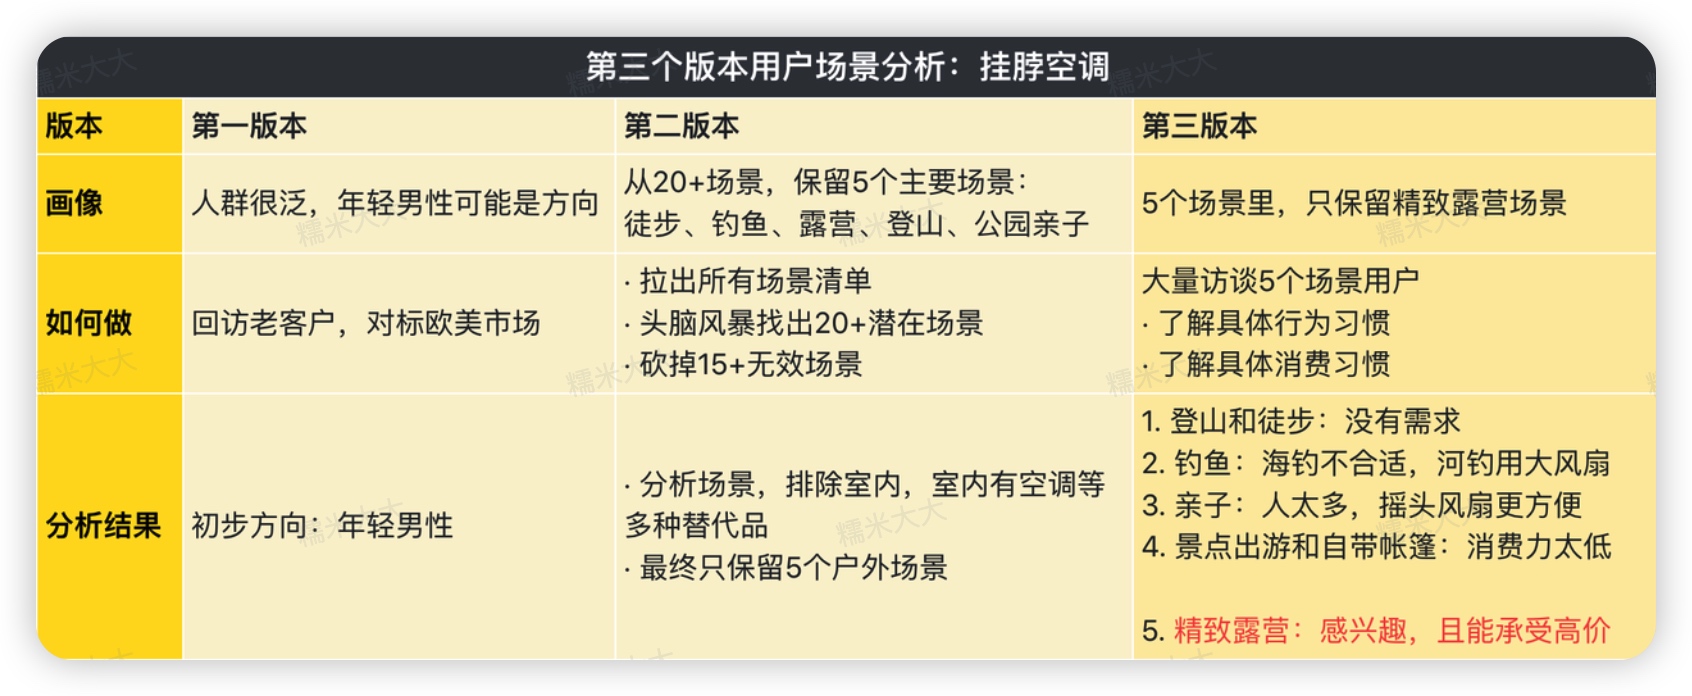 第三个版本用户场景分析：挂脖空调
版本
第一版本
第二版本
第三版本
画像
人群很泛，年轻男性可能是方向
从20+场景，保留5个主要场景：
徒步、钓鱼、露营、登山、公园亲子
5个场景里，只保留精致露营场景
如何做
回访老客户，对标欧美市场
· 拉出所有场景清单
· 头脑风暴找出20+潜在场景
· 砍掉15+无效场景
大量访谈5个场景用户
· 了解具体行为习惯
· 了解具体消费习惯
分析结果
初步方向：年轻男性
· 分析场景，排除室内，室内有空调等
多种替代品
· 最终只保留5个户外场景
1. 登山和徒步：没有需求
2. 钓鱼：海钓不合适，河钓用大风扇
3. 亲子：人太多，摇头风扇更方便
4. 景点出游和自带帐篷：消费力太低
5. 精致露营：感兴趣，且能承受高价
糯米大大